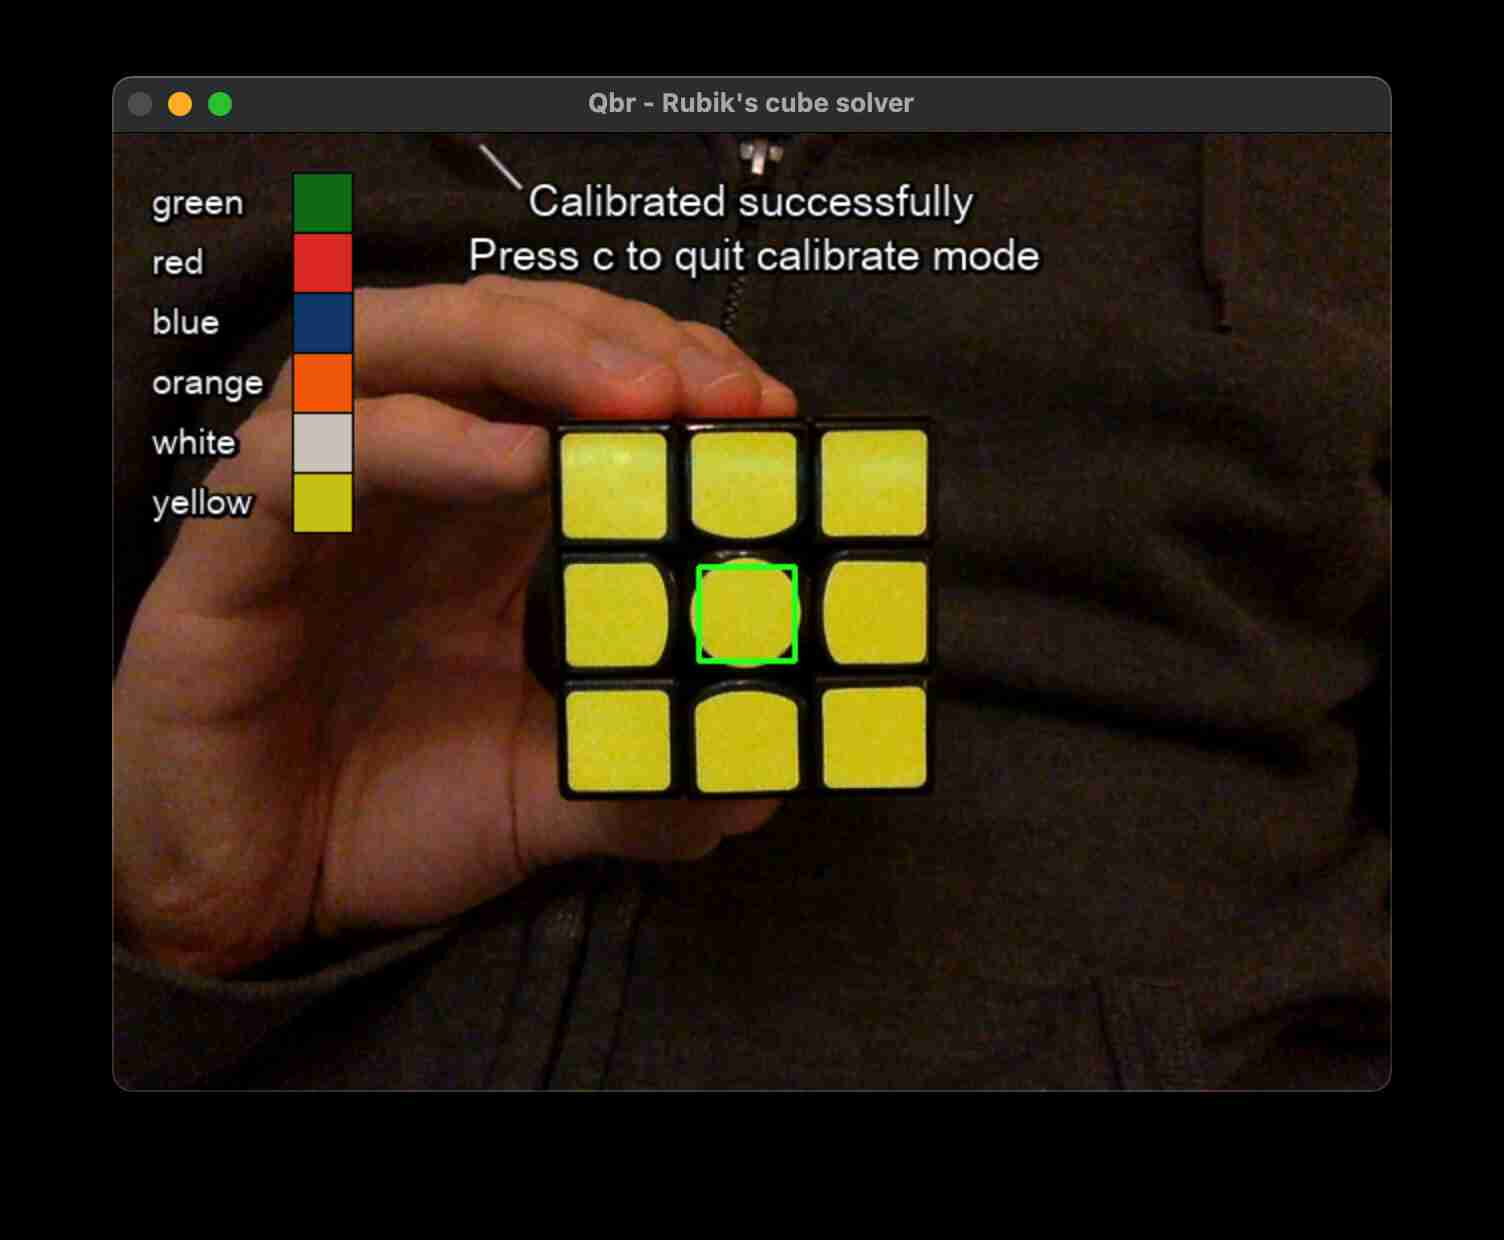 Qbr - Rubik's cube solver
Calibrated successfully
Press c to quit calibrate mode
green
red
blue
orange
white
yellow